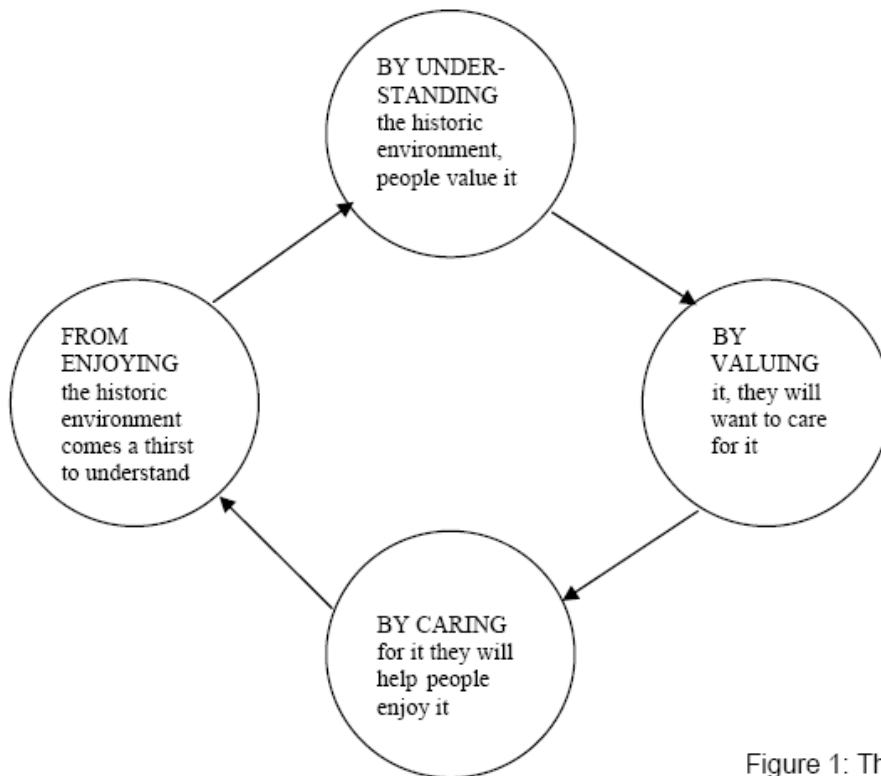 BY UNDER-
STANDING
the historic
environment,
people value it
BY
VALUING
it, they will
want to care
for it
BY CARING
for it they will
help people
enjoy it
FROM
ENJOYING
the historic
environment
comes a thirst
to understand
Figure 1: Th